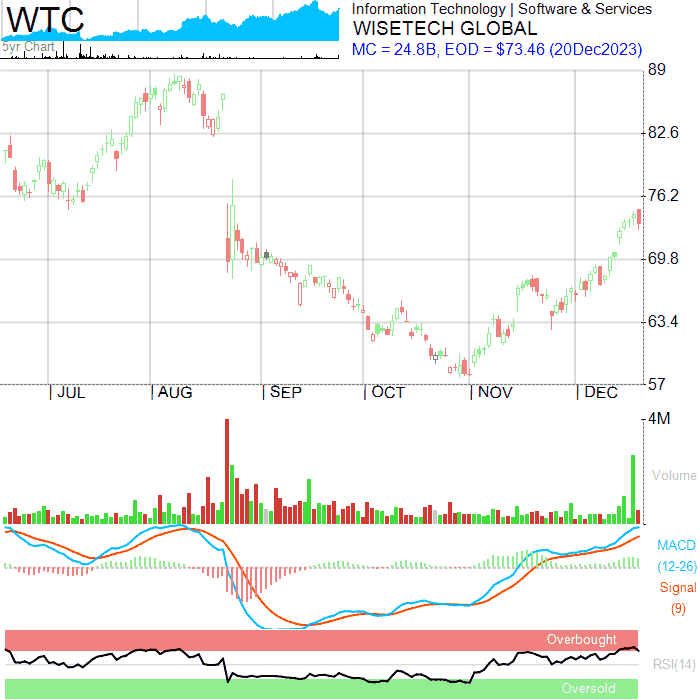 WTC
5yr Chart
Information Technology | Software & Services
WISETECH GLOBAL
MC = 24.8B, EOD = $73.46 (20Dec2023)
89
82.6
76.2
69.8
63.4
57
JUL
AUG
SEP
OCT
NOV
DEC
4M
Volume
MACD
(12-26)
Signal
(9)
Overbought
RSI(14)
Oversold